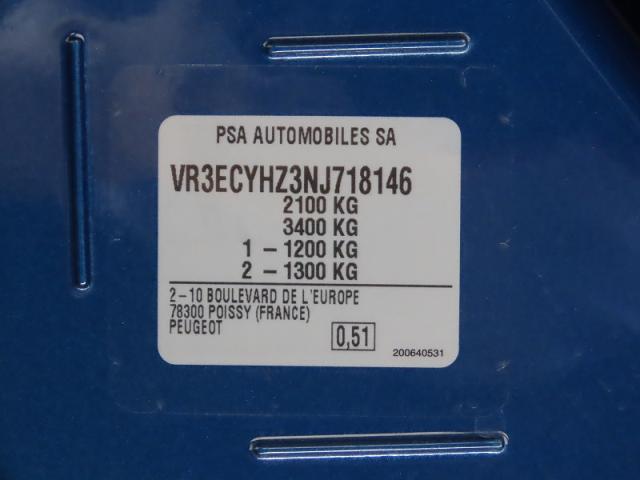 PSA AUTOMOBILES SA
VR3ECYHZ3NJ718146
2100 KG
3400 KG
1 – 1200 KG
2 – 1300 KG
2–10 BOULEVARD DE L'EUROPE
78300 POISSY (FRANCE)
PEUGEOT
0,51
200640531